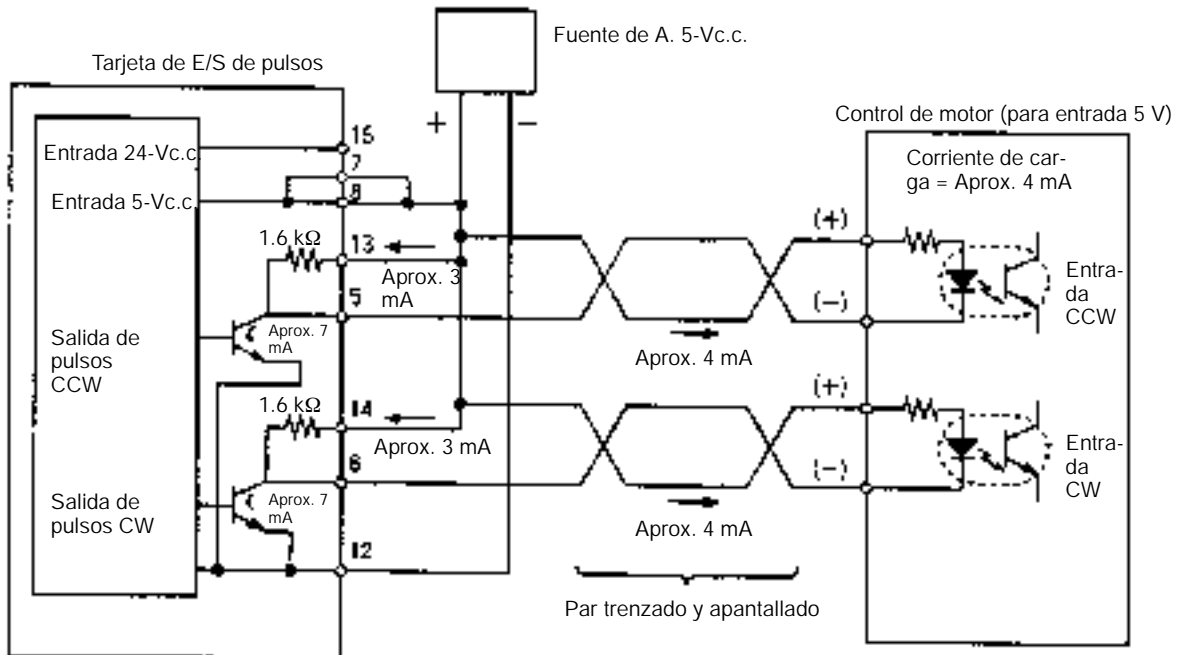 Fuente de A. 5-Vc.c.
Tarjeta de E/S de pulsos
+
−
Control de motor (para entrada 5 V)
15
Entrada 24-Vc.c.
7
Corriente de car-
ga = Aprox. 4 mA
8
Entrada 5-Vc.c.
1.6 kΩ
13
Aprox. 3
mA
(+)
5
Entra-
da
CCW
(−)
Salida de
pulsos
CCW
Aprox. 7
mA
Aprox. 4 mA
1.6 kΩ
14
Aprox. 3 mA
(+)
6
Entra-
da
CW
(−)
Salida de
pulsos CW
Aprox. 7
mA
Aprox. 4 mA
12
Par trenzado y apantallado